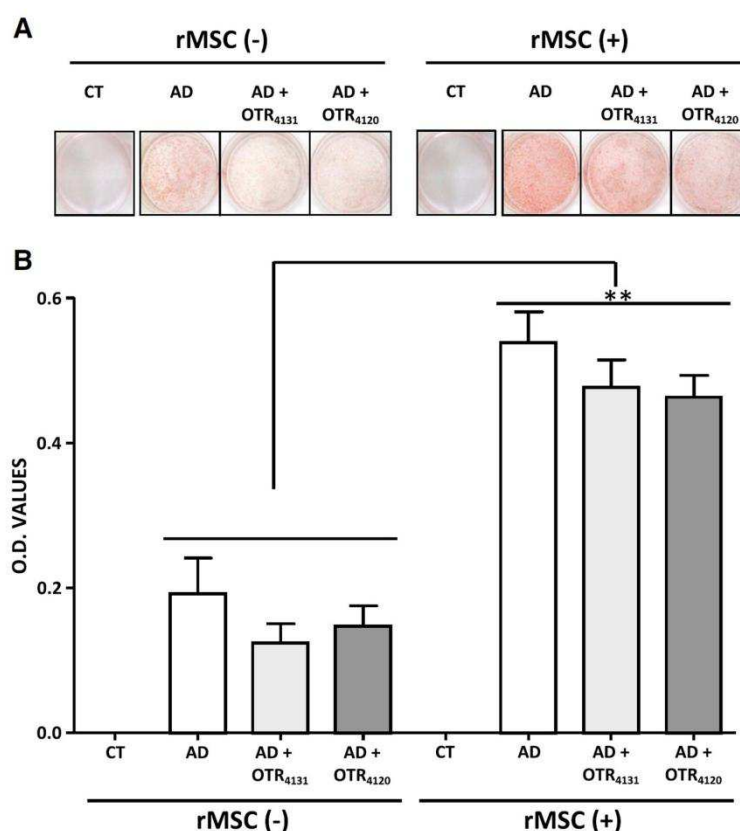 A
rMSC (-) rMSC (+)
CT AD AD + OTR4131 AD + OTR4120 CT AD AD + OTR4131 AD + OTR4120
B
**
O.D. VALUES
0.6
0.4
0.2
0.0
CT AD AD + OTR4131 AD + OTR4120 CT AD AD + OTR4131 AD + OTR4120
rMSC (-) rMSC (+)